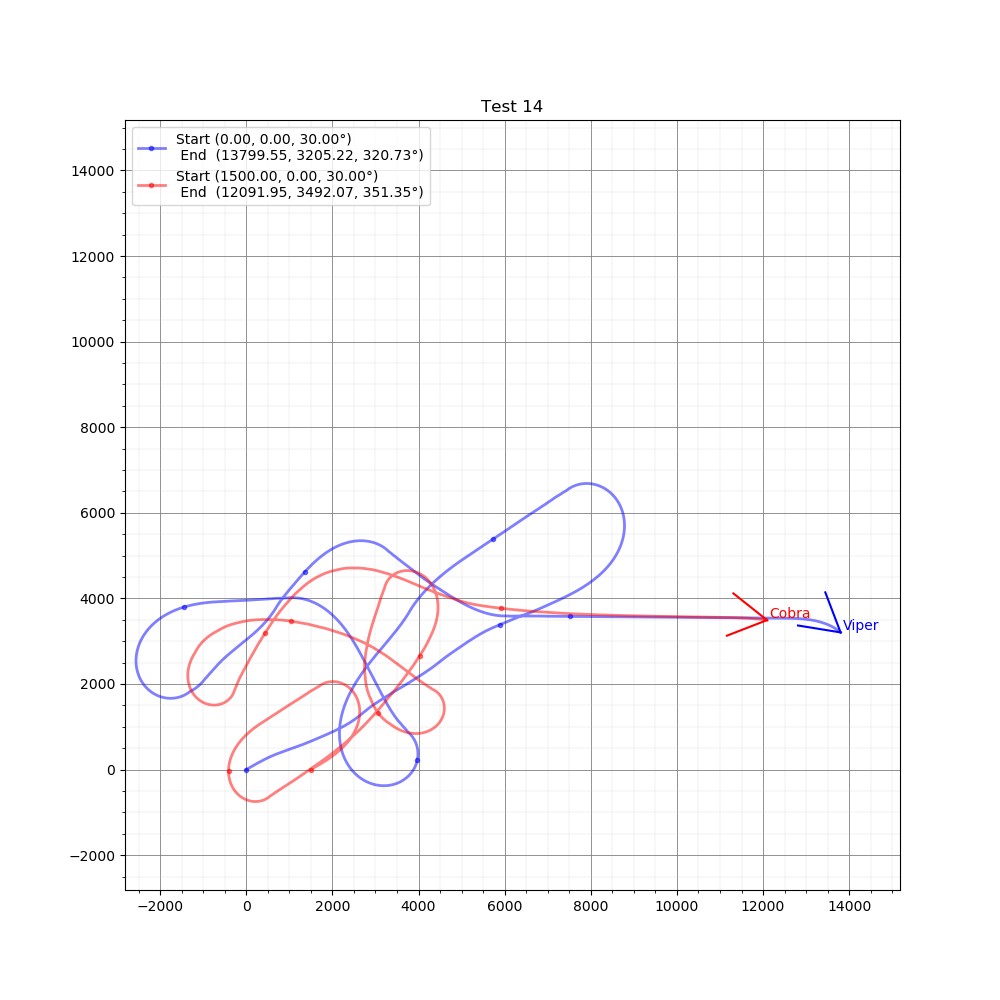 Test 14
Start (0.00, 0.00, 30.00°)
End  (13799.55, 3205.22, 320.73°)
Start (1500.00, 0.00, 30.00°)
End  (12091.95, 3492.07, 351.35°)
14000
12000
10000
8000
6000
4000
2000
0
−2000
Cobra
Viper
−2000 0 2000 4000 6000 8000 10000 12000 14000